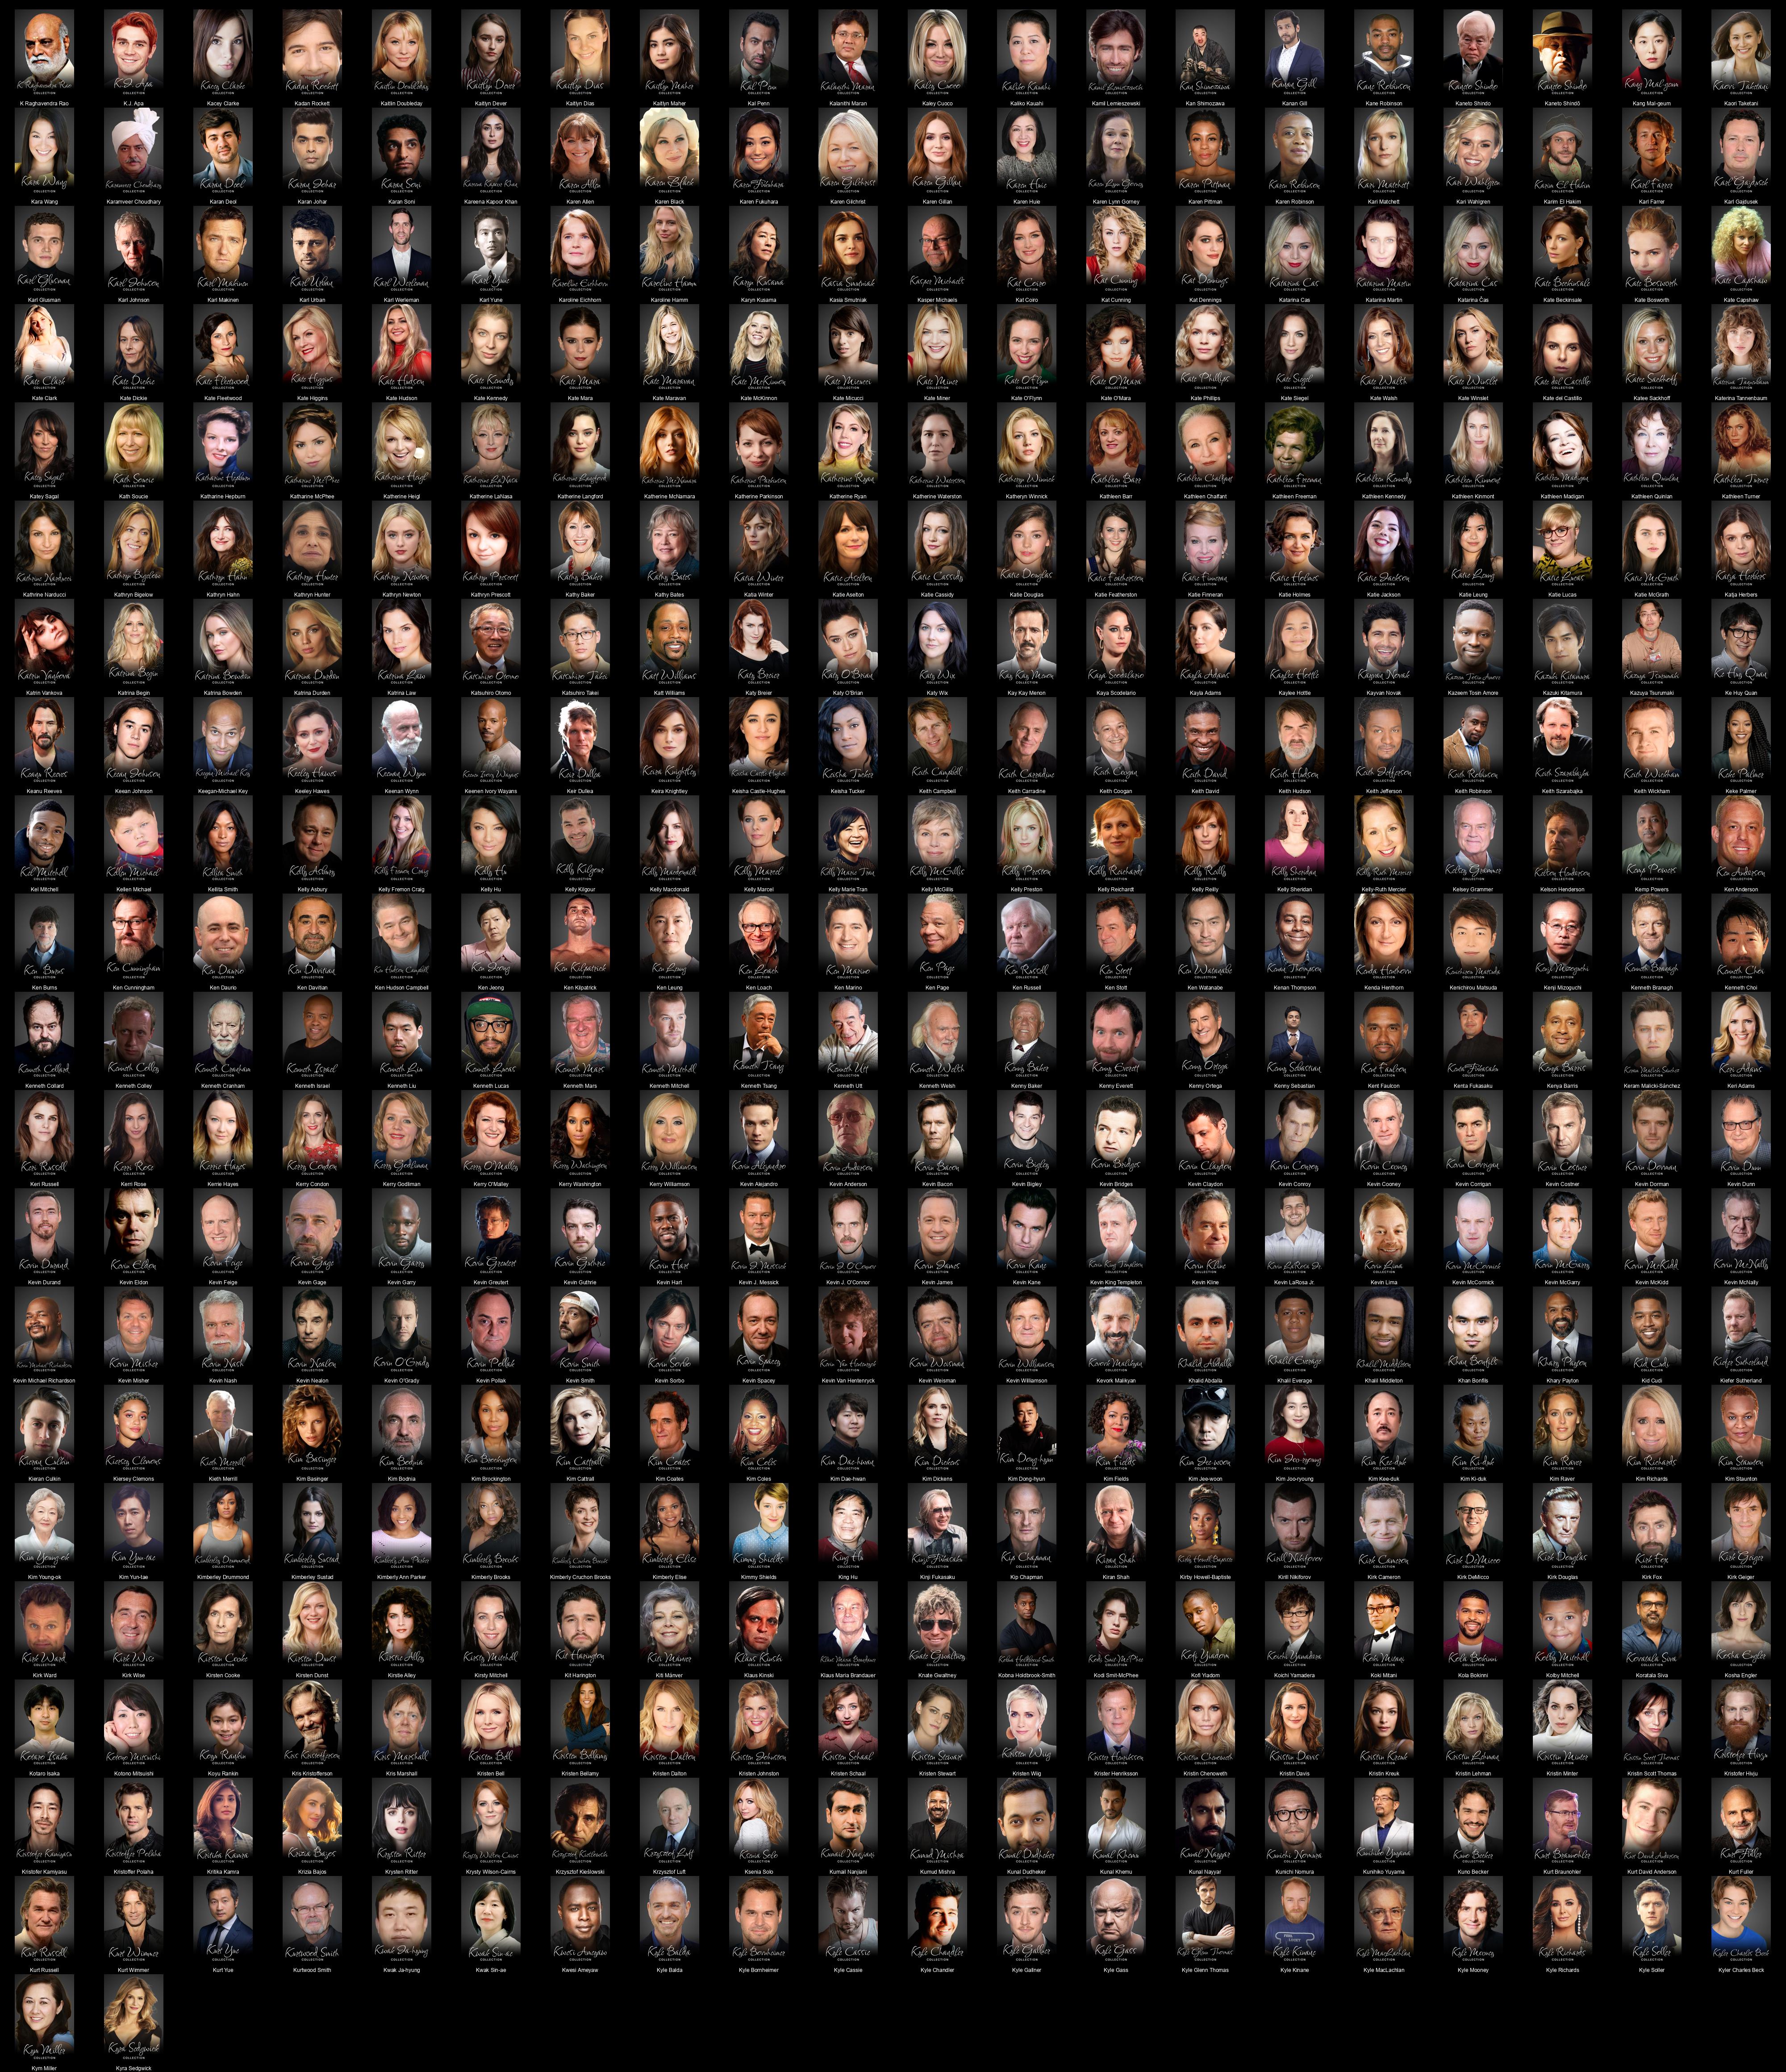 K Raghavendra Rao K.J. Apa Kacey Clarke Kadan Rockett Kaitlin Doubleday Kaitlyn Dever Kaitlyn Dias Kaitlyn Maher Kal Penn Kalanithi Maran Kaley Cuoco Kaliko Kauahi Kamil Lemieszewski Kan Shimozawa Kanan Gill Kane Robinson Kaneto Shindo Kaneto Shindô Kang Mal-geum Kaori Taketani
Kara Wang Karamveer Choudhary Karan Deol Karan Johar Karan Soni Kareena Kapoor Khan Karen Allen Karen Black Karen Fukuhara Karen Gilchrist Karen Gillan Karen Huie Karen Lynn Gorney Karen Pittman Karen Robinson Kari Matchett Kari Wahlgren Karim El Hakim Karl Farrer Karl Gajdusek
Karl Glusman Karl Johnson Karl Makinen Karl Urban Karl Werleman Karl Yune Karoline Eichhorn Karoline Hamm Karyn Kusama Kasia Smutniak Kasper Michaels Kat Coiro Kat Cunning Kat Dennings Katarina Cas Katarina Martin Katarina Čas Kate Beckinsale Kate Bosworth Kate Capshaw
Kate Clark Kate Dickie Kate Fleetwood Kate Higgins Kate Hudson Kate Kennedy Kate Mara Kate Maravan Kate McKinnon Kate Micucci Kate Miner Kate O'Flynn Kate O'Mara Kate Phillips Kate Siegel Kate Walsh Kate Winslet Kate del Castillo Katee Sackhoff Katerina Tannenbaum
Katey Sagal Kath Soucie Katharine Hepburn Katharine McPhee Katherine Heigl Katherine LaNasa Katherine Langford Katherine McNamara Katherine Parkinson Katherine Ryan Katherine Waterston Katheryn Winnick Kathleen Barr Kathleen Chalfant Kathleen Freeman Kathleen Kennedy Kathleen Kinmont Kathleen Madigan Kathleen Quinlan Kathleen Turner
Kathrine Narducci Kathryn Bigelow Kathryn Hahn Kathryn Hunter Kathryn Newton Kathryn Prescott Kathy Baker Kathy Bates Katia Winter Katie Aselton Katie Cassidy Katie Douglas Katie Featherston Katie Finneran Katie Holmes Katie Jackson Katie Leung Katie Lucas Katie McGrath Katja Herbers
Katrin Vankova Katrina Begin Katrina Bowden Katrina Durden Katrina Law Katsuhiro Otomo Katsuhiro Takei Katt Williams Katy Breier Katy O'Brian Katy Wix Kay Kay Menon Kaya Scodelario Kayla Adams Kaylee Hottle Kayvan Novak Kazeem Tosin Amore Kazuki Kitamura Kazuya Tsurumaki Ke Huy Quan
Keanu Reeves Keean Johnson Keegan-Michael Key Keeley Hawes Keenan Wynn Keenen Ivory Wayans Keir Dullea Keira Knightley Keisha Castle-Hughes Keisha Tucker Keith Campbell Keith Carradine Keith Coogan Keith David Keith Hudson Keith Jefferson Keith Robinson Keith Szarabajka Keith Wickham Keke Palmer
Kel Mitchell Kellen Michael Kellita Smith Kelly Asbury Kelly Fremon Craig Kelly Hu Kelly Kilgour Kelly Macdonald Kelly Marcel Kelly Marie Tran Kelly McGillis Kelly Preston Kelly Reichardt Kelly Reilly Kelly Sheridan Kelly-Ruth Mercier Kelsey Grammer Kelson Henderson Kemp Powers Ken Anderson
Ken Burns Ken Cunningham Ken Daurio Ken Davitian Ken Hudson Campbell Ken Jeong Ken Kilpatrick Ken Leung Ken Loach Ken Marino Ken Page Ken Russell Ken Stott Ken Watanabe Kenan Thompson Kenda Henthorn Kenichirou Matsuda Kenji Mizoguchi Kenneth Branagh Kenneth Choi
Kenneth Collard Kenneth Colley Kenneth Cranham Kenneth Israel Kenneth Liu Kenneth Lucas Kenneth Mars Kenneth Mitchell Kenneth Tsang Kenneth Utt Kenneth Welsh Kenny Baker Kenny Everett Kenny Ortega Kenny Sebastian Kent Faulcon Kenta Fukasaku Kenya Barris Keram Malicki-Sánchez Keri Adams
Keri Russell Kerri Rose Kerrie Hayes Kerry Condon Kerry Godliman Kerry O'Malley Kerry Washington Kerry Williamson Kevin Alejandro Kevin Anderson Kevin Bacon Kevin Bigley Kevin Bridges Kevin Claydon Kevin Conroy Kevin Cooney Kevin Corrigan Kevin Costner Kevin Dorman Kevin Dunn
Kevin Durand Kevin Eldon Kevin Feige Kevin Gage Kevin Garry Kevin Greutert Kevin Guthrie Kevin Hart Kevin J. Messick Kevin J. O'Connor Kevin James Kevin Kane Kevin King Templeton Kevin Kline Kevin LaRosa Jr. Kevin Lima Kevin McCormick Kevin McGarry Kevin McKidd Kevin McNally
Kevin Michael Richardson Kevin Misher Kevin Nash Kevin Nealon Kevin O'Grady Kevin Pollak Kevin Smith Kevin Sorbo Kevin Spacey Kevin Van Hentenryck Kevin Weisman Kevin Williamson Kevork Malikyan Khalid Abdalla Khalil Everage Khalil Middleton Khan Bonfils Khary Payton Kid Cudi Kiefer Sutherland
Kieran Culkin Kiersey Clemons Kieth Merrill Kim Basinger Kim Bodnia Kim Brockington Kim Cattrall Kim Coates Kim Coles Kim Dae-hwan Kim Dickens Kim Dong-hyun Kim Fields Kim Jee-woon Kim Joo-ryoung Kim Kee-duk Kim Ki-duk Kim Raver Kim Richards Kim Staunton
Kim Young-ok Kim Yun-tae Kimberley Drummond Kimberley Sustad Kimberly Ann Parker Kimberly Brooks Kimberly Cruchon Brooks Kimberly Elise Kimmy Shields King Hu Kinji Fukasaku Kip Chapman Kiran Shah Kirby Howell-Baptiste Kirill Nikiforov Kirk Cameron Kirk DeMicco Kirk Douglas Kirk Fox Kirk Geiger
Kirk Ward Kirk Wise Kirsten Cooke Kirsten Dunst Kirstie Alley Kirsty Mitchell Kit Harington Kiti Mánver Klaus Kinski Klaus Maria Brandauer Knate Gwaltney Kobna Holdbrook-Smith Kodi Smit-McPhee Kofi Yiadom Koichi Yamadera Koki Mitani Kola Bokinni Kolby Mitchell Koratala Siva Kosha Engler
Kotaro Isaka Kotono Mitsuishi Koyu Rankin Kris Kristofferson Kris Marshall Kristen Bell Kristen Bellamy Kristen Dalton Kristen Johnston Kristen Schaal Kristen Stewart Kristen Wiig Krister Henriksson Kristin Chenoweth Kristin Davis Kristin Kreuk Kristin Lehman Kristin Minter Kristin Scott Thomas Kristofer Hivju
Kristofer Kamiyasu Kristoffer Polaha Kritika Kamra Krizia Bajos Krysten Ritter Krysty Wilson-Cairns Krzysztof Kieślowski Krzysztof Luft Ksenia Solo Kumail Nanjiani Kumud Mishra Kunal Dudheker Kunal Khemu Kunal Nayyar Kunichi Nomura Kunihiko Yuyama Kuno Becker Kurt Braunohler Kurt David Anderson Kurt Fuller
Kurt Russell Kurt Wimmer Kurt Yue Kurtwood Smith Kwak Ja-hyung Kwak Sin-ae Kwesi Ameyaw Kyle Balda Kyle Bornheimer Kyle Cassie Kyle Chandler Kyle Gallner Kyle Gass Kyle Glenn Thomas Kyle Kinane Kyle MacLachlan Kyle Mooney Kyle Richards Kyle Soller Kyler Charles Beck
Kym Miller Kyra Sedgwick